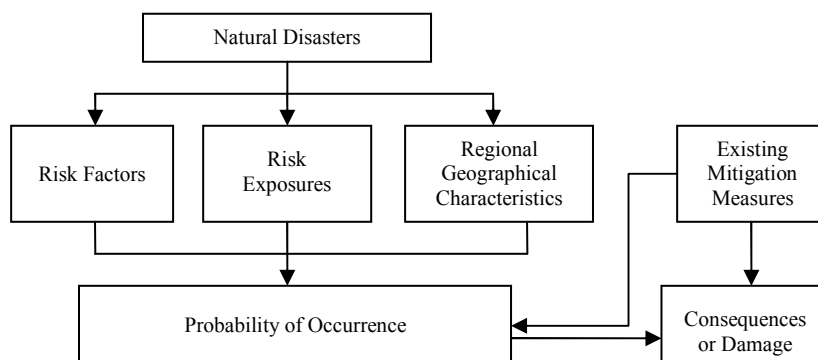 Natural Disasters
Risk Factors
Risk
Exposures
Regional
Geographical
Characteristics
Existing
Mitigation
Measures
Probability of Occurrence
Consequences
or Damage